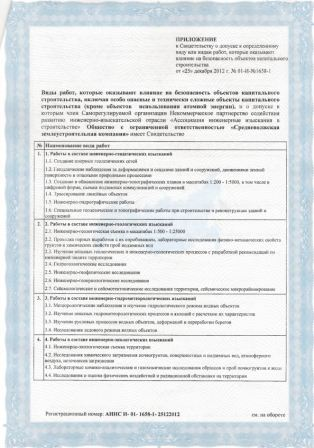 ПРИЛОЖЕНИЕ
к Свидетельству о допуске к определенному
виду или видам работ, которые оказывают
влияние на безопасность объектов капитального
строительства
от «25» декабря 2012 г. № 01-И-№1658-1
Виды работ, которые оказывают влияние на безопасность объектов капитального
строительства, включая особо опасные и технически сложные объекты капитального
строительства (кроме объектов использования атомной энергии), и о допуске к
которым член Саморегулируемой организации Некоммерческое партнерство содействия
развитию инженерно-изыскательской отрасли «Ассоциация инженерные изыскания в
строительстве» Общество с ограниченной ответственностью «Средневолжская
землеустроительная компания» имеет Свидетельство
№ Наименование вида работ
1. 1. Работы в составе инженерно-геодезических изысканий
1.1. Создание опорных геодезических сетей
1.2. Геодезические наблюдения за деформациями и осадками зданий и сооружений, движениями земной
поверхности и опасными природными процессами
1.3. Создание и обновление инженерно-топографических планов в масштабах 1:200 - 1:5000, в том числе в
цифровой форме, съемка подземных коммуникаций и сооружений
1.4. Трассирование линейных объектов
1.5. Инженерно-гидрографические работы
1.6. Специальные геодезические и топографические работы при строительстве и реконструкции зданий и
сооружений
2. 2. Работы в составе инженерно-геологических изысканий
2.1. Инженерно-геологическая съемка в масштабах 1:500 - 1:25000
2.2. Проходка горных выработок с их опробованием, лабораторные исследования физико-механических свойств
грунтов и химических свойств проб подземных вод
2.3. Изучение опасных геологических и инженерно-геологических процессов с разработкой рекомендаций по
инженерной защите территории
2.4. Гидрогеологические исследования
2.5. Инженерно-геофизические исследования
2.6. Инженерно-геокриологические исследования
2.7. Сейсмологические и сейсмотектонические исследования территории, сейсмическое микрорайонирование
3. 3. Работы в составе инженерно-гидрометеорологических изысканий
3.1. Метеорологические наблюдения и изучение гидрологического режима водных объектов
3.2. Изучение опасных гидрометеорологических процессов и явлений с расчетами их характеристик
3.3. Изучение русловых процессов водных объектов, деформаций и переработки берегов
3.4. Исследования ледового режима водных объектов
4. 4. Работы в составе инженерно-экологических изысканий
4.1. Инженерно-экологическая съемка территории
4.2. Исследования химического загрязнения почвогрунтов, поверхностных и подземных вод, атмосферного
воздуха, источников загрязнения
4.3. Лабораторные химико-аналитические и газохимические исследования образцов и проб почвогрунтов и воды
4.4. Исследования и оценка физических воздействий и радиационной обстановки на территории
Регистрационный номер: АИИС И- 01- 1658-1- 25122012
см. на обороте